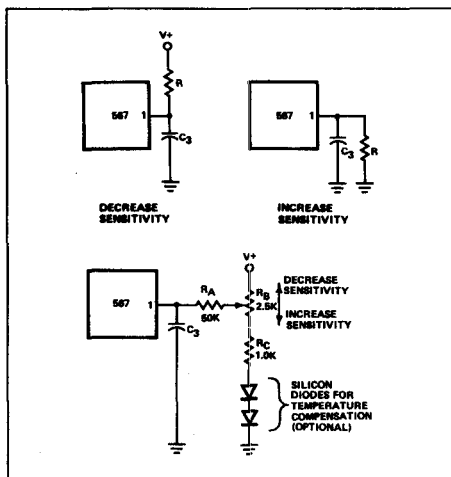 V+
R
567 1
C3
DECREASE
SENSITIVITY
567 1
C3
R
INCREASE
SENSITIVITY
V+
567 1
RA
50K
C3
RB
2.5K
DECREASE
SENSITIVITY
INCREASE
SENSITIVITY
RC
1.0K
SILICON
DIODES FOR
TEMPERATURE
COMPENSATION
(OPTIONAL)